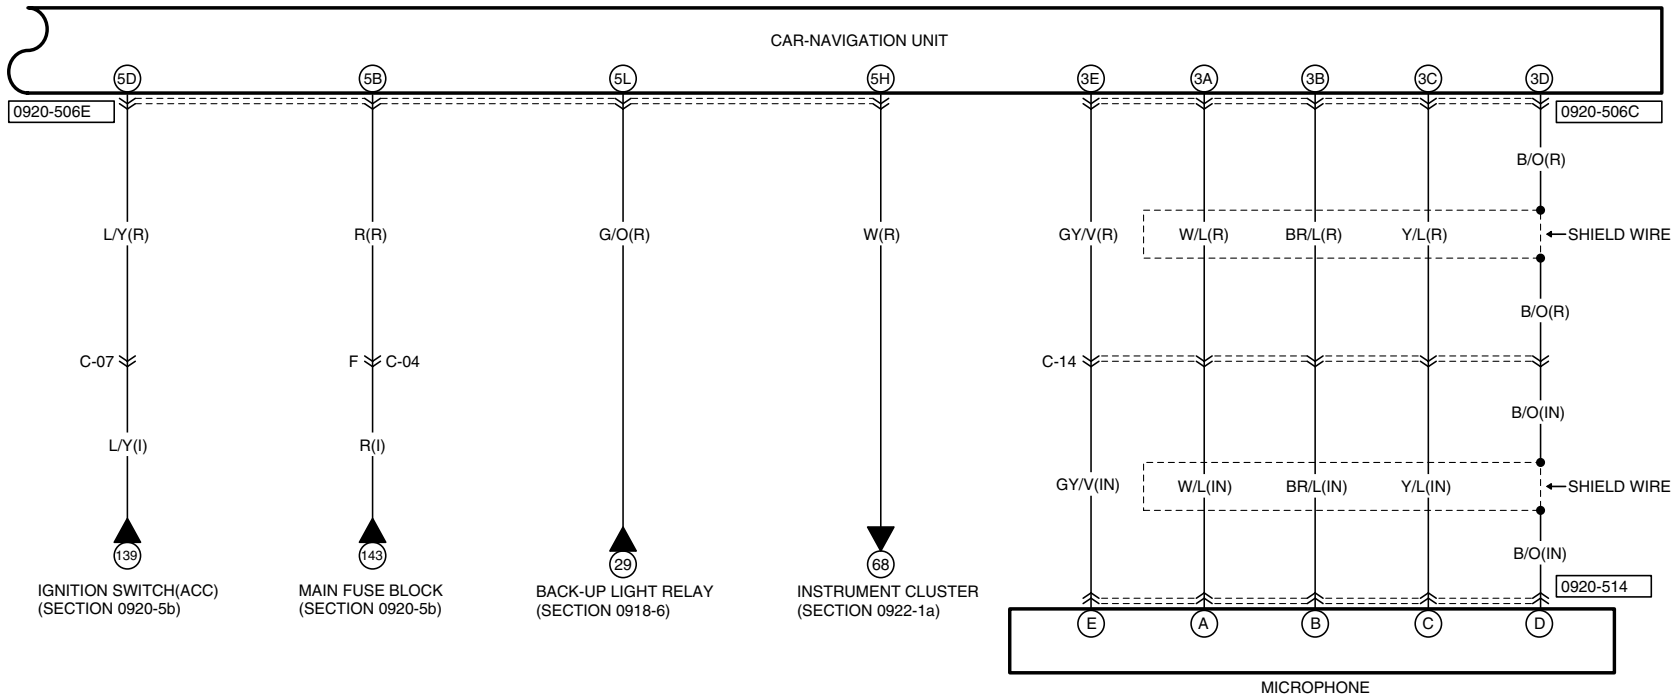 CAR-NAVIGATION UNIT
5D 5B 5L 5H 3E 3A 3B 3C 3D
0920-506E 0920-506C
B/O(R)
L/Y(R) R(R) G/O(R) W(R) GY/V(R) W/L(R) BR/L(R) Y/L(R) SHIELD WIRE
B/O(R)
C-07 F C-04 C-14
B/O(IN)
L/Y(I) R(I)
GY/V(IN) W/L(IN) BR/L(IN) Y/L(IN) SHIELD WIRE
B/O(IN)
139 143 29 68
IGNITION SWITCH(ACC)
(SECTION 0920-5b)
MAIN FUSE BLOCK
(SECTION 0920-5b)
BACK-UP LIGHT RELAY
(SECTION 0918-6)
INSTRUMENT CLUSTER
(SECTION 0922-1a)
0920-514
E A B C D
MICROPHONE